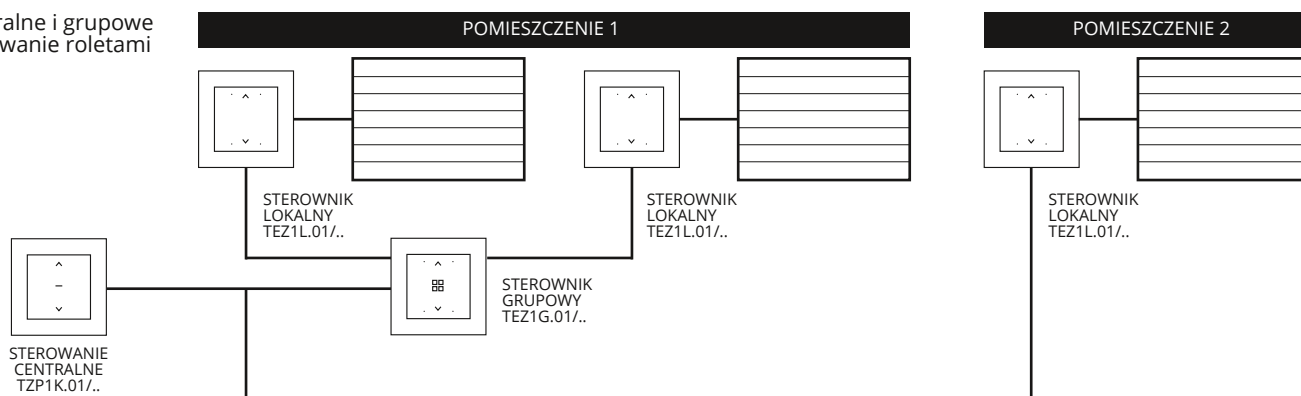 ralne i grupowe
wanie roletami
POMIESZCZENIE 1
POMIESZCZENIE 2
STEROWNIK
LOKALNY
TEZ1L.01/..
STEROWNIK
LOKALNY
TEZ1L.01/..
STEROWNIK
LOKALNY
TEZ1L.01/..
STEROWNIK
GRUPOWY
TEZ1G.01/..
STEROWANIE
CENTRALNE
TZP1K.01/..